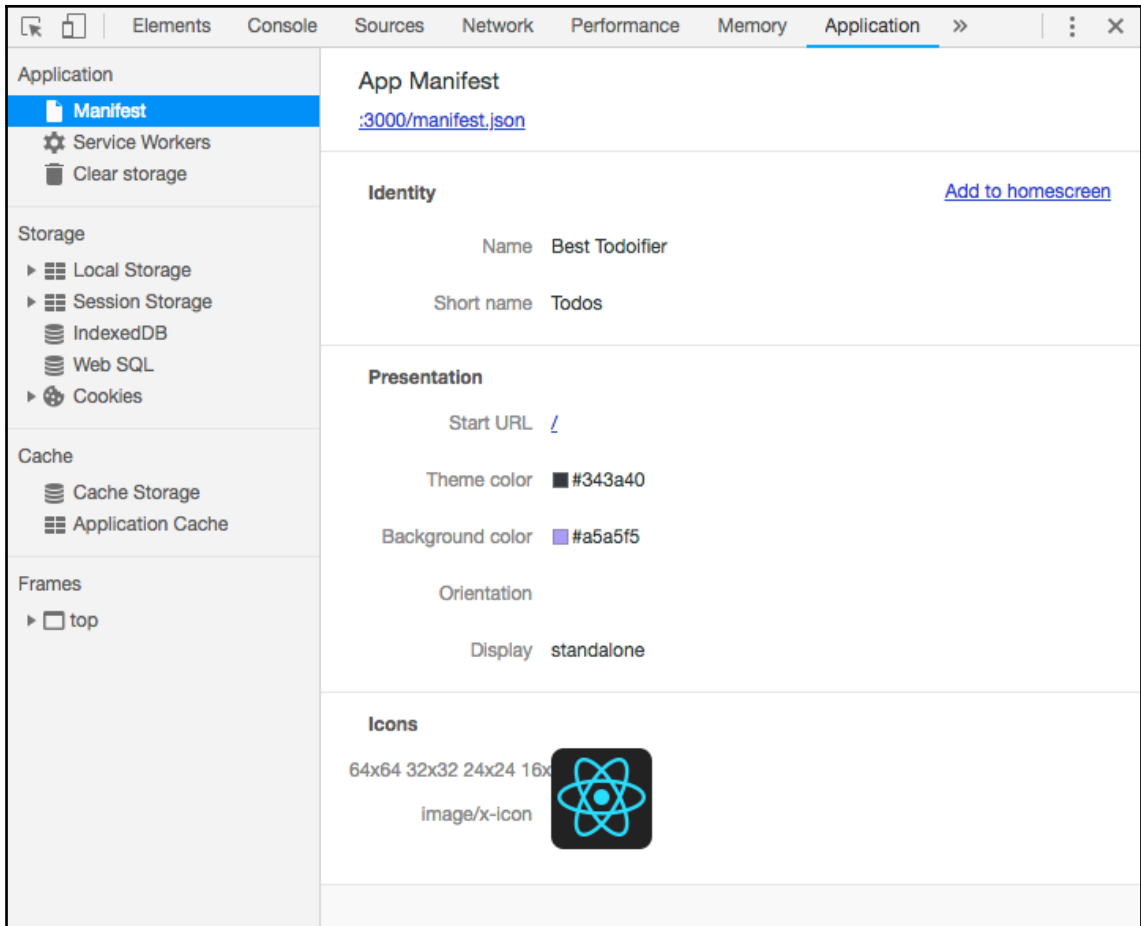 Elements Console Sources Network Performance Memory Application »
Application
Manifest
Service Workers
Clear storage
Storage
Local Storage
Session Storage
IndexedDB
Web SQL
Cookies
Cache
Cache Storage
Application Cache
Frames
top
App Manifest
:3000/manifest.json
Identity Add to homescreen
Name Best Todoifier
Short name Todos
Presentation
Start URL /
Theme color #343a40
Background color #a5a5f5
Orientation
Display standalone
Icons
64x64 32x32 24x24 16x
image/x-icon